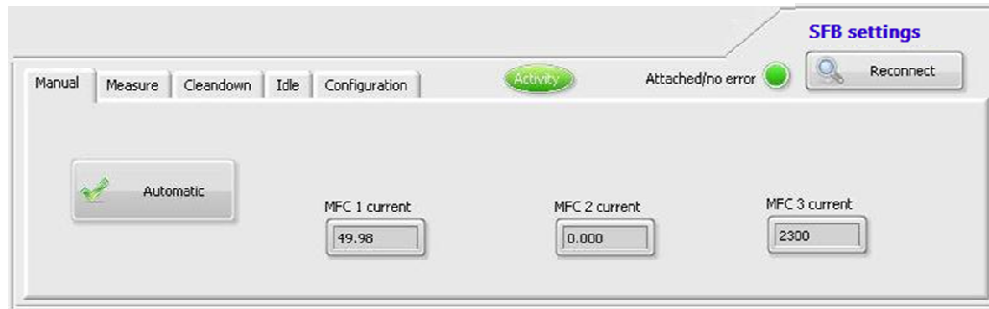 SFB settings
Manual Measure Cleandown Idle Configuration Activity Attached/no error Reconnect
Automatic
MFC 1 current MFC 2 current MFC 3 current
49.98 0.000 2300